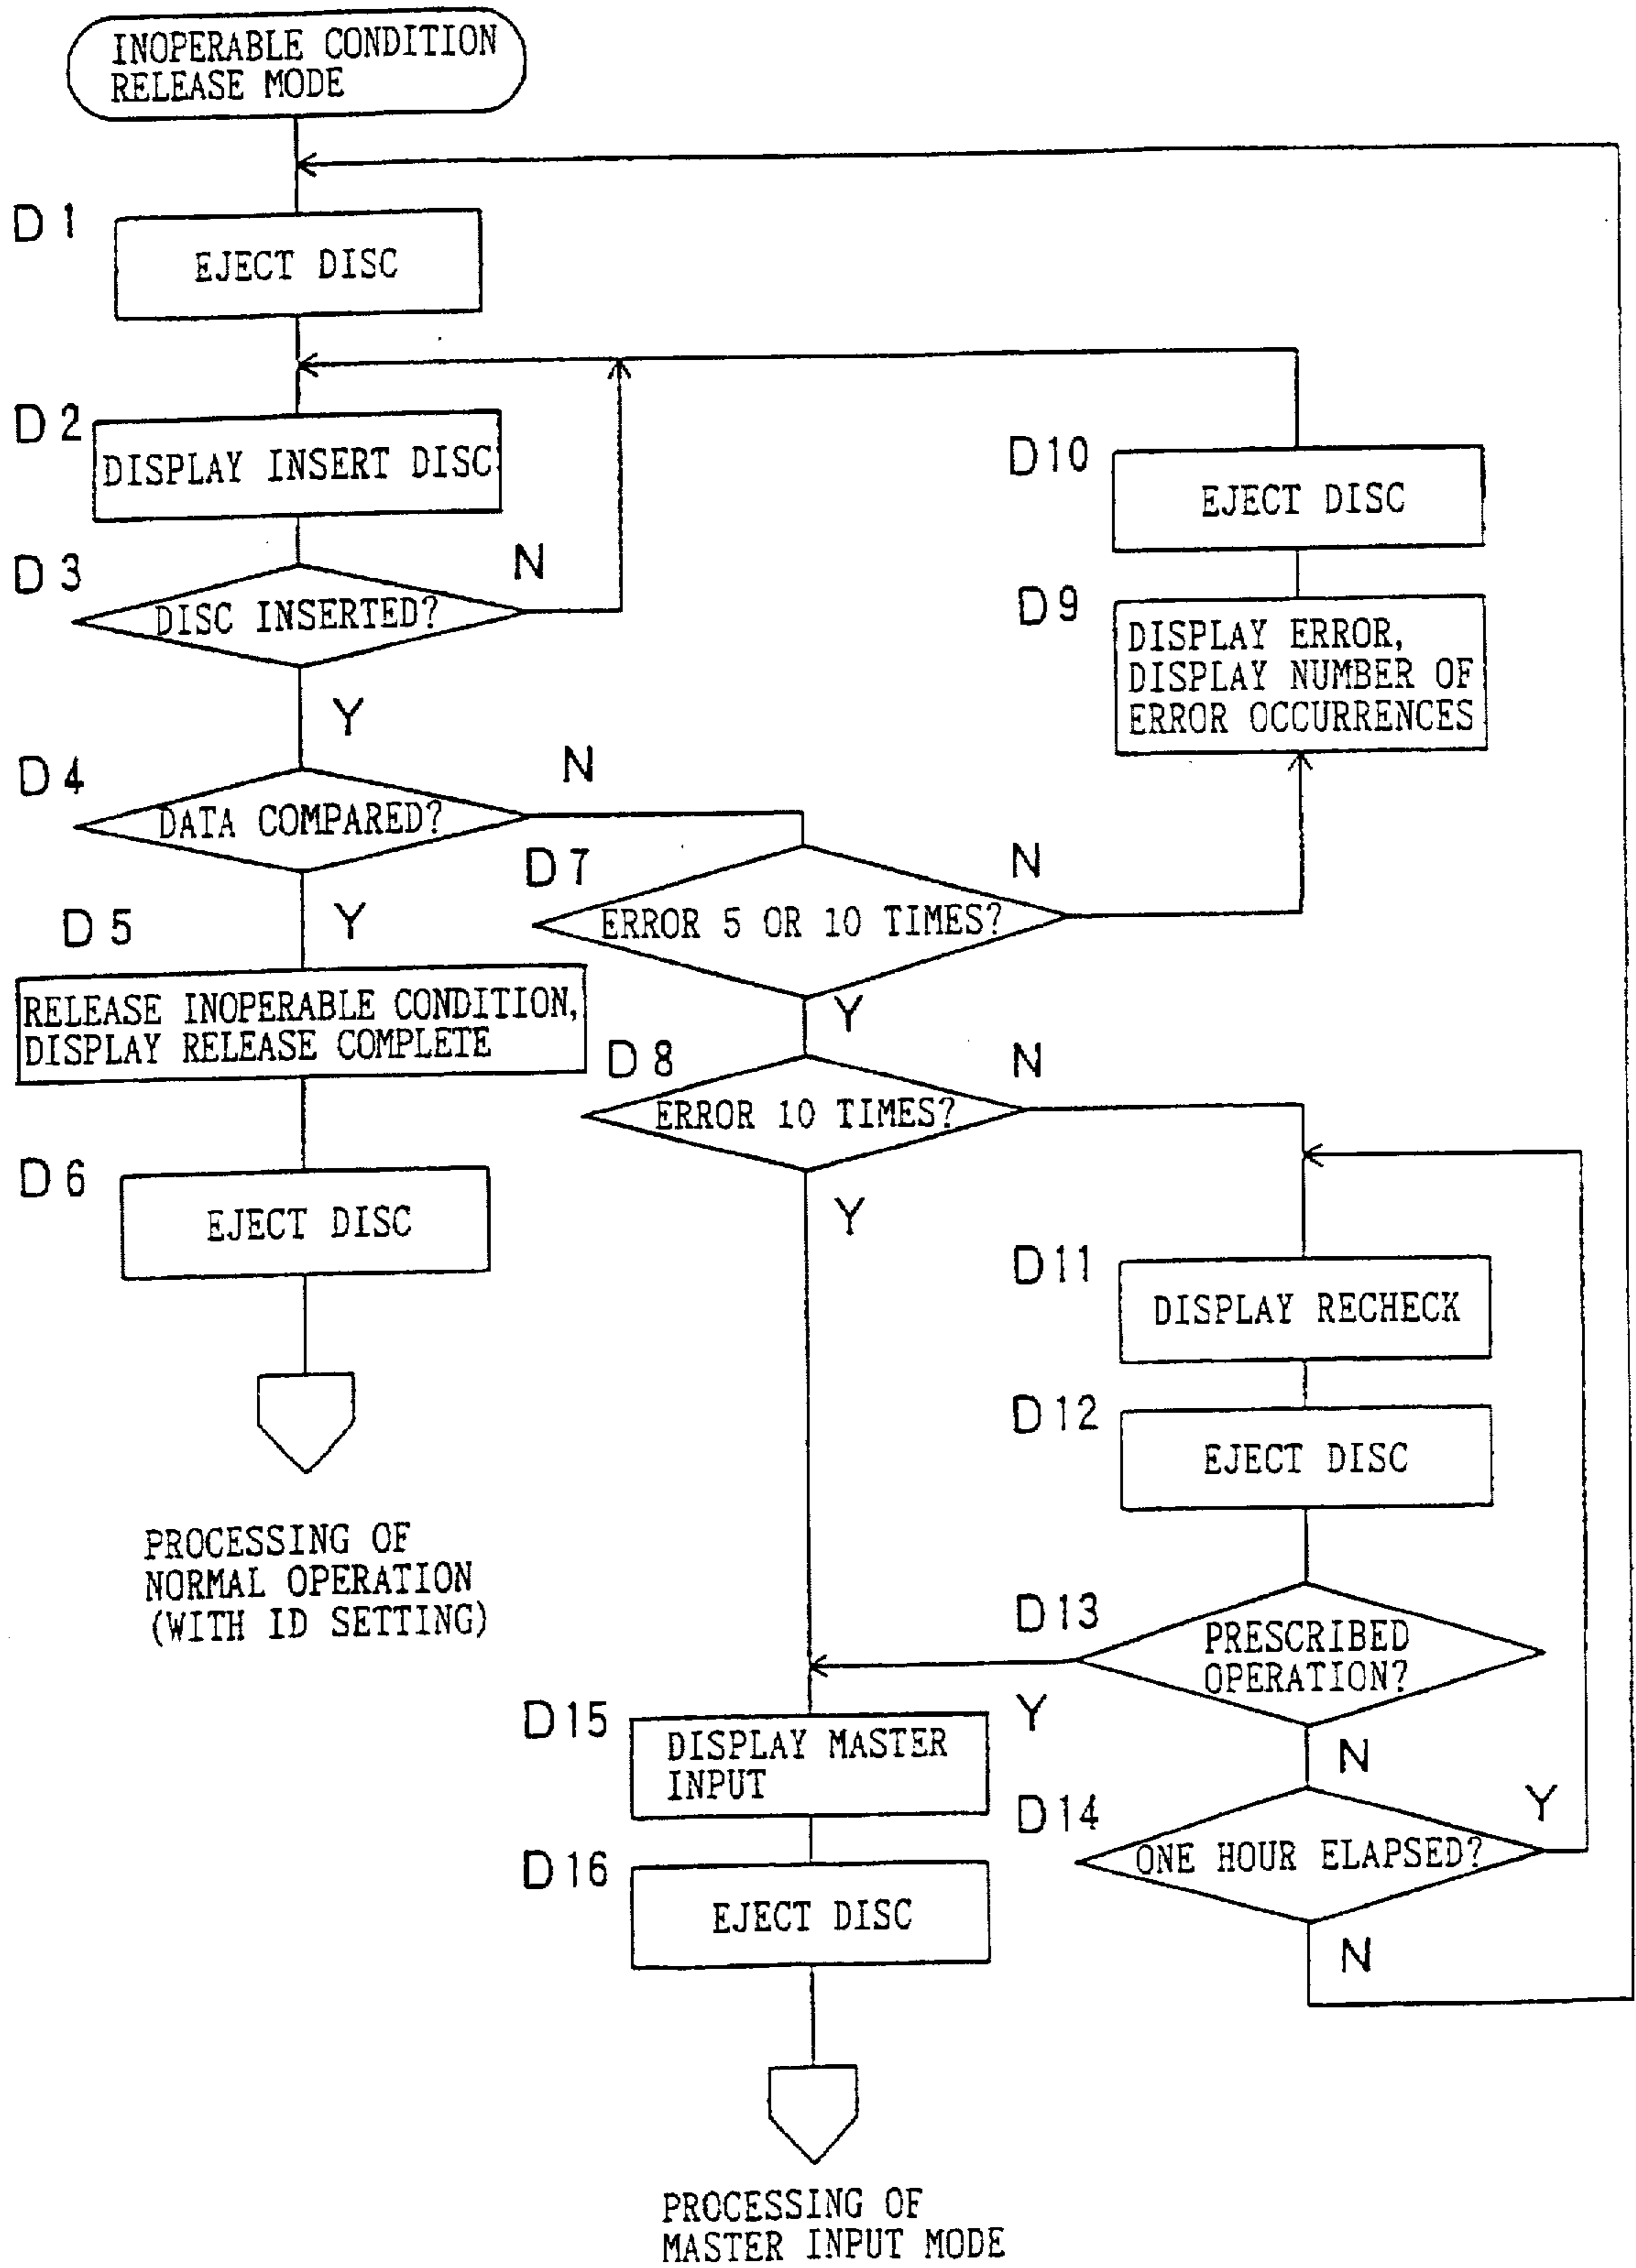 INOPERABLE CONDITION
RELEASE MODE
D1
EJECT DISC
D2
DISPLAY INSERT DISC
D3
DISC INSERTED?
N
Y
D10
EJECT DISC
D9
DISPLAY ERROR,
DISPLAY NUMBER OF
ERROR OCCURRENCES
D4
DATA COMPARED?
N
Y
D7
ERROR 5 OR 10 TIMES?
N
Y
D5
RELEASE INOPERABLE CONDITION,
DISPLAY RELEASE COMPLETE
D8
ERROR 10 TIMES?
N
Y
D6
EJECT DISC
PROCESSING OF
NORMAL OPERATION
(WITH ID SETTING)
D11
DISPLAY RECHECK
D12
EJECT DISC
D13
PRESCRIBED
OPERATION?
Y
N
D14
ONE HOUR ELAPSED?
Y
N
D15
DISPLAY MASTER
INPUT
D16
EJECT DISC
PROCESSING OF
MASTER INPUT MODE